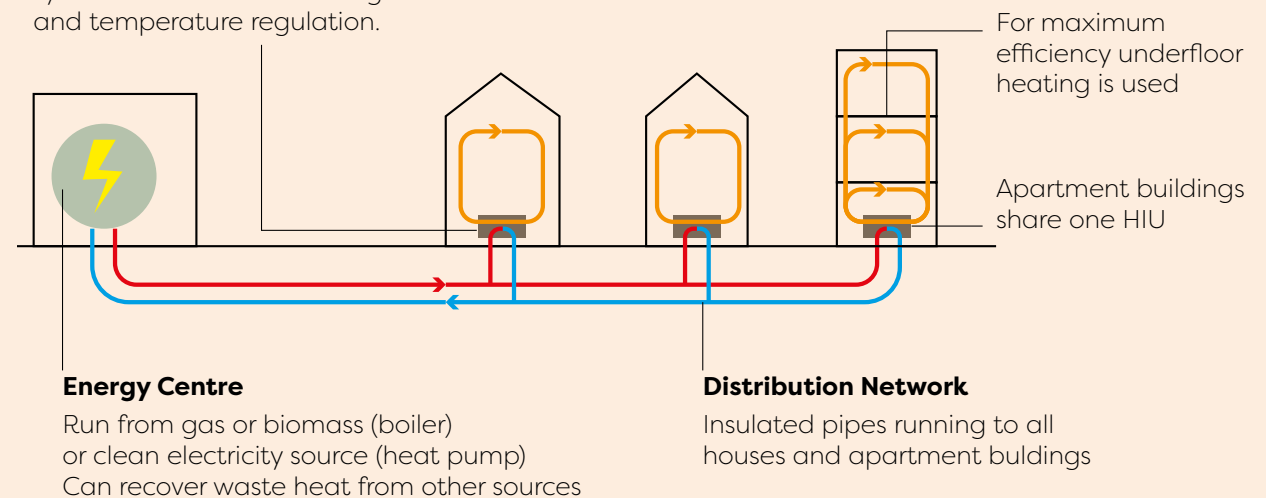 and temperature regulation.
For maximum
efficiency underfloor
heating is used
Apartment buildings
share one HIU
Energy Centre
Run from gas or biomass (boiler)
or clean electricity source (heat pump)
Can recover waste heat from other sources
Distribution Network
Insulated pipes running to all
houses and apartment buldings